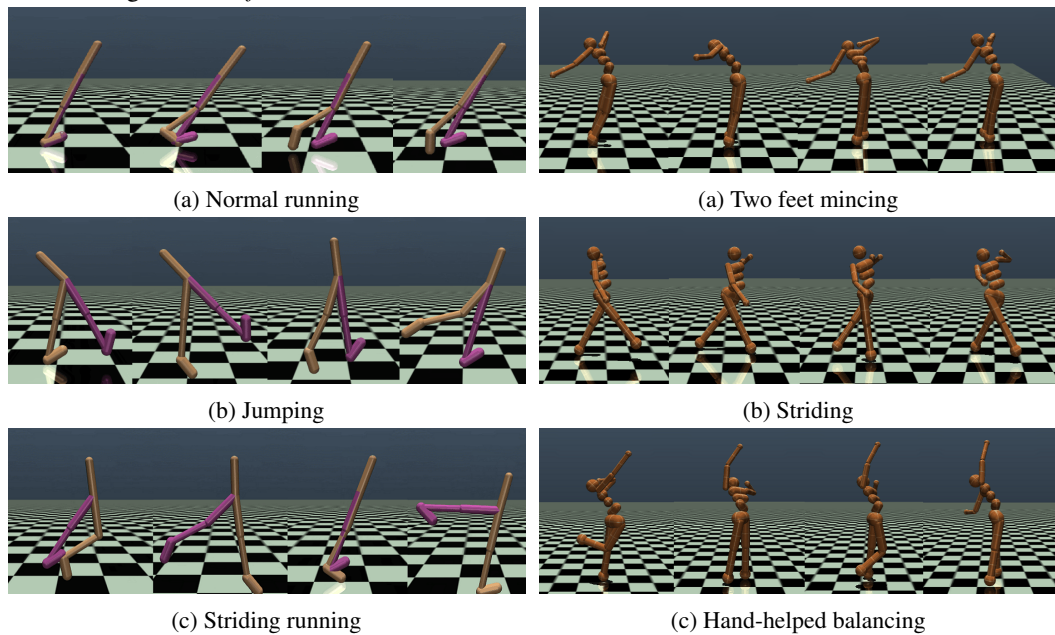 (a) Normal running
(a) Two feet mincing
(b) Jumping
(b) Striding
(c) Striding running
(c) Hand-helped balancing